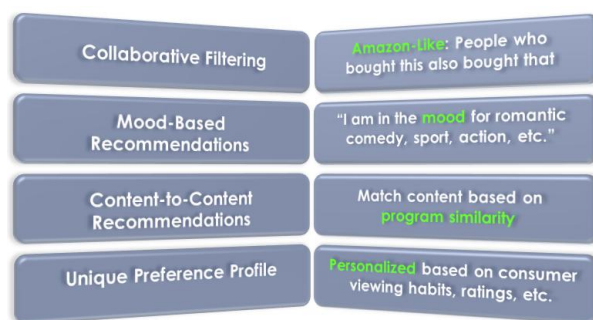 Collaborative Filtering
Amazon-Like: People who
bought this also bought that
Mood-Based
Recommendations
“I am in the mood for romantic
comedy, sport, action, etc.”
Content-to-Content
Recommendations
Match content based on
program similarity
Unique Preference Profile
Personalized based on consumer
viewing habits, ratings, etc.